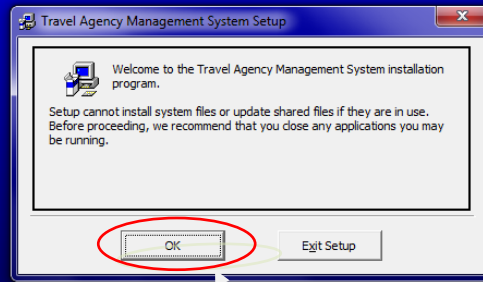 Travel Agency Management System Setup
Welcome to the Travel Agency Management System installation
program.
Setup cannot install system files or update shared files if they are in use.
Before proceeding, we recommend that you close any applications you may
be running.
OK
Exit Setup